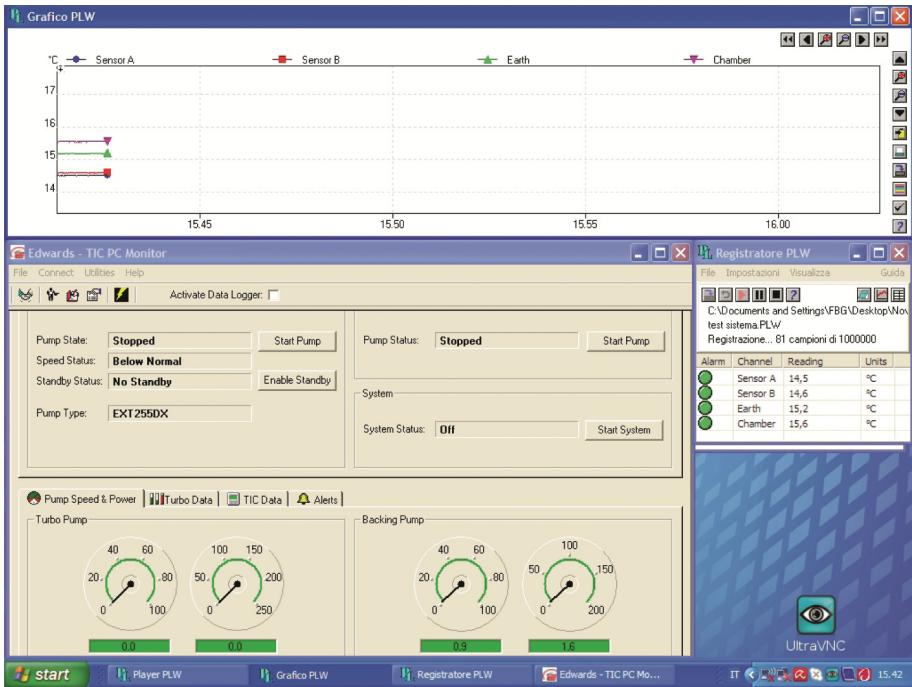 Grafico PLW
°C Sensor A Sensor B Earth Chamber
17
16
15
14
15.45 15.50 15.55 16.00
Edwards - TIC PC Monitor
File Connect Utilities Help
Activate Data Logger:
Pump State: Stopped Start Pump
Speed Status: Below Normal
Standby Status: No Standby Enable Standby
Pump Type: EXT255DX
Pump Status: Stopped Start Pump
System
System Status: Off Start System
Pump Speed & Power Turbo Data TIC Data Alerts
Turbo Pump
0 20 40 60 80 100
0.0
0 50 100 150 200 250
0.0
Backing Pump
0 20 40 60 80 100
0.9
0 50 100 150 200
1.6
Registratore PLW
File Impostazioni Visualizza Guida
C:\Documents and Settings\FBG\Desktop\Nov
test sistema.PLW
Registrazione... 81 campioni di 1000000
Alarm Channel Reading Units
Sensor A 14,5 °C
Sensor B 14,6 °C
Earth 15,2 °C
Chamber 15,6 °C
UltraVNC
start Player PLW Grafico PLW Registratore PLW Edwards - TIC PC Mo... IT 15.42